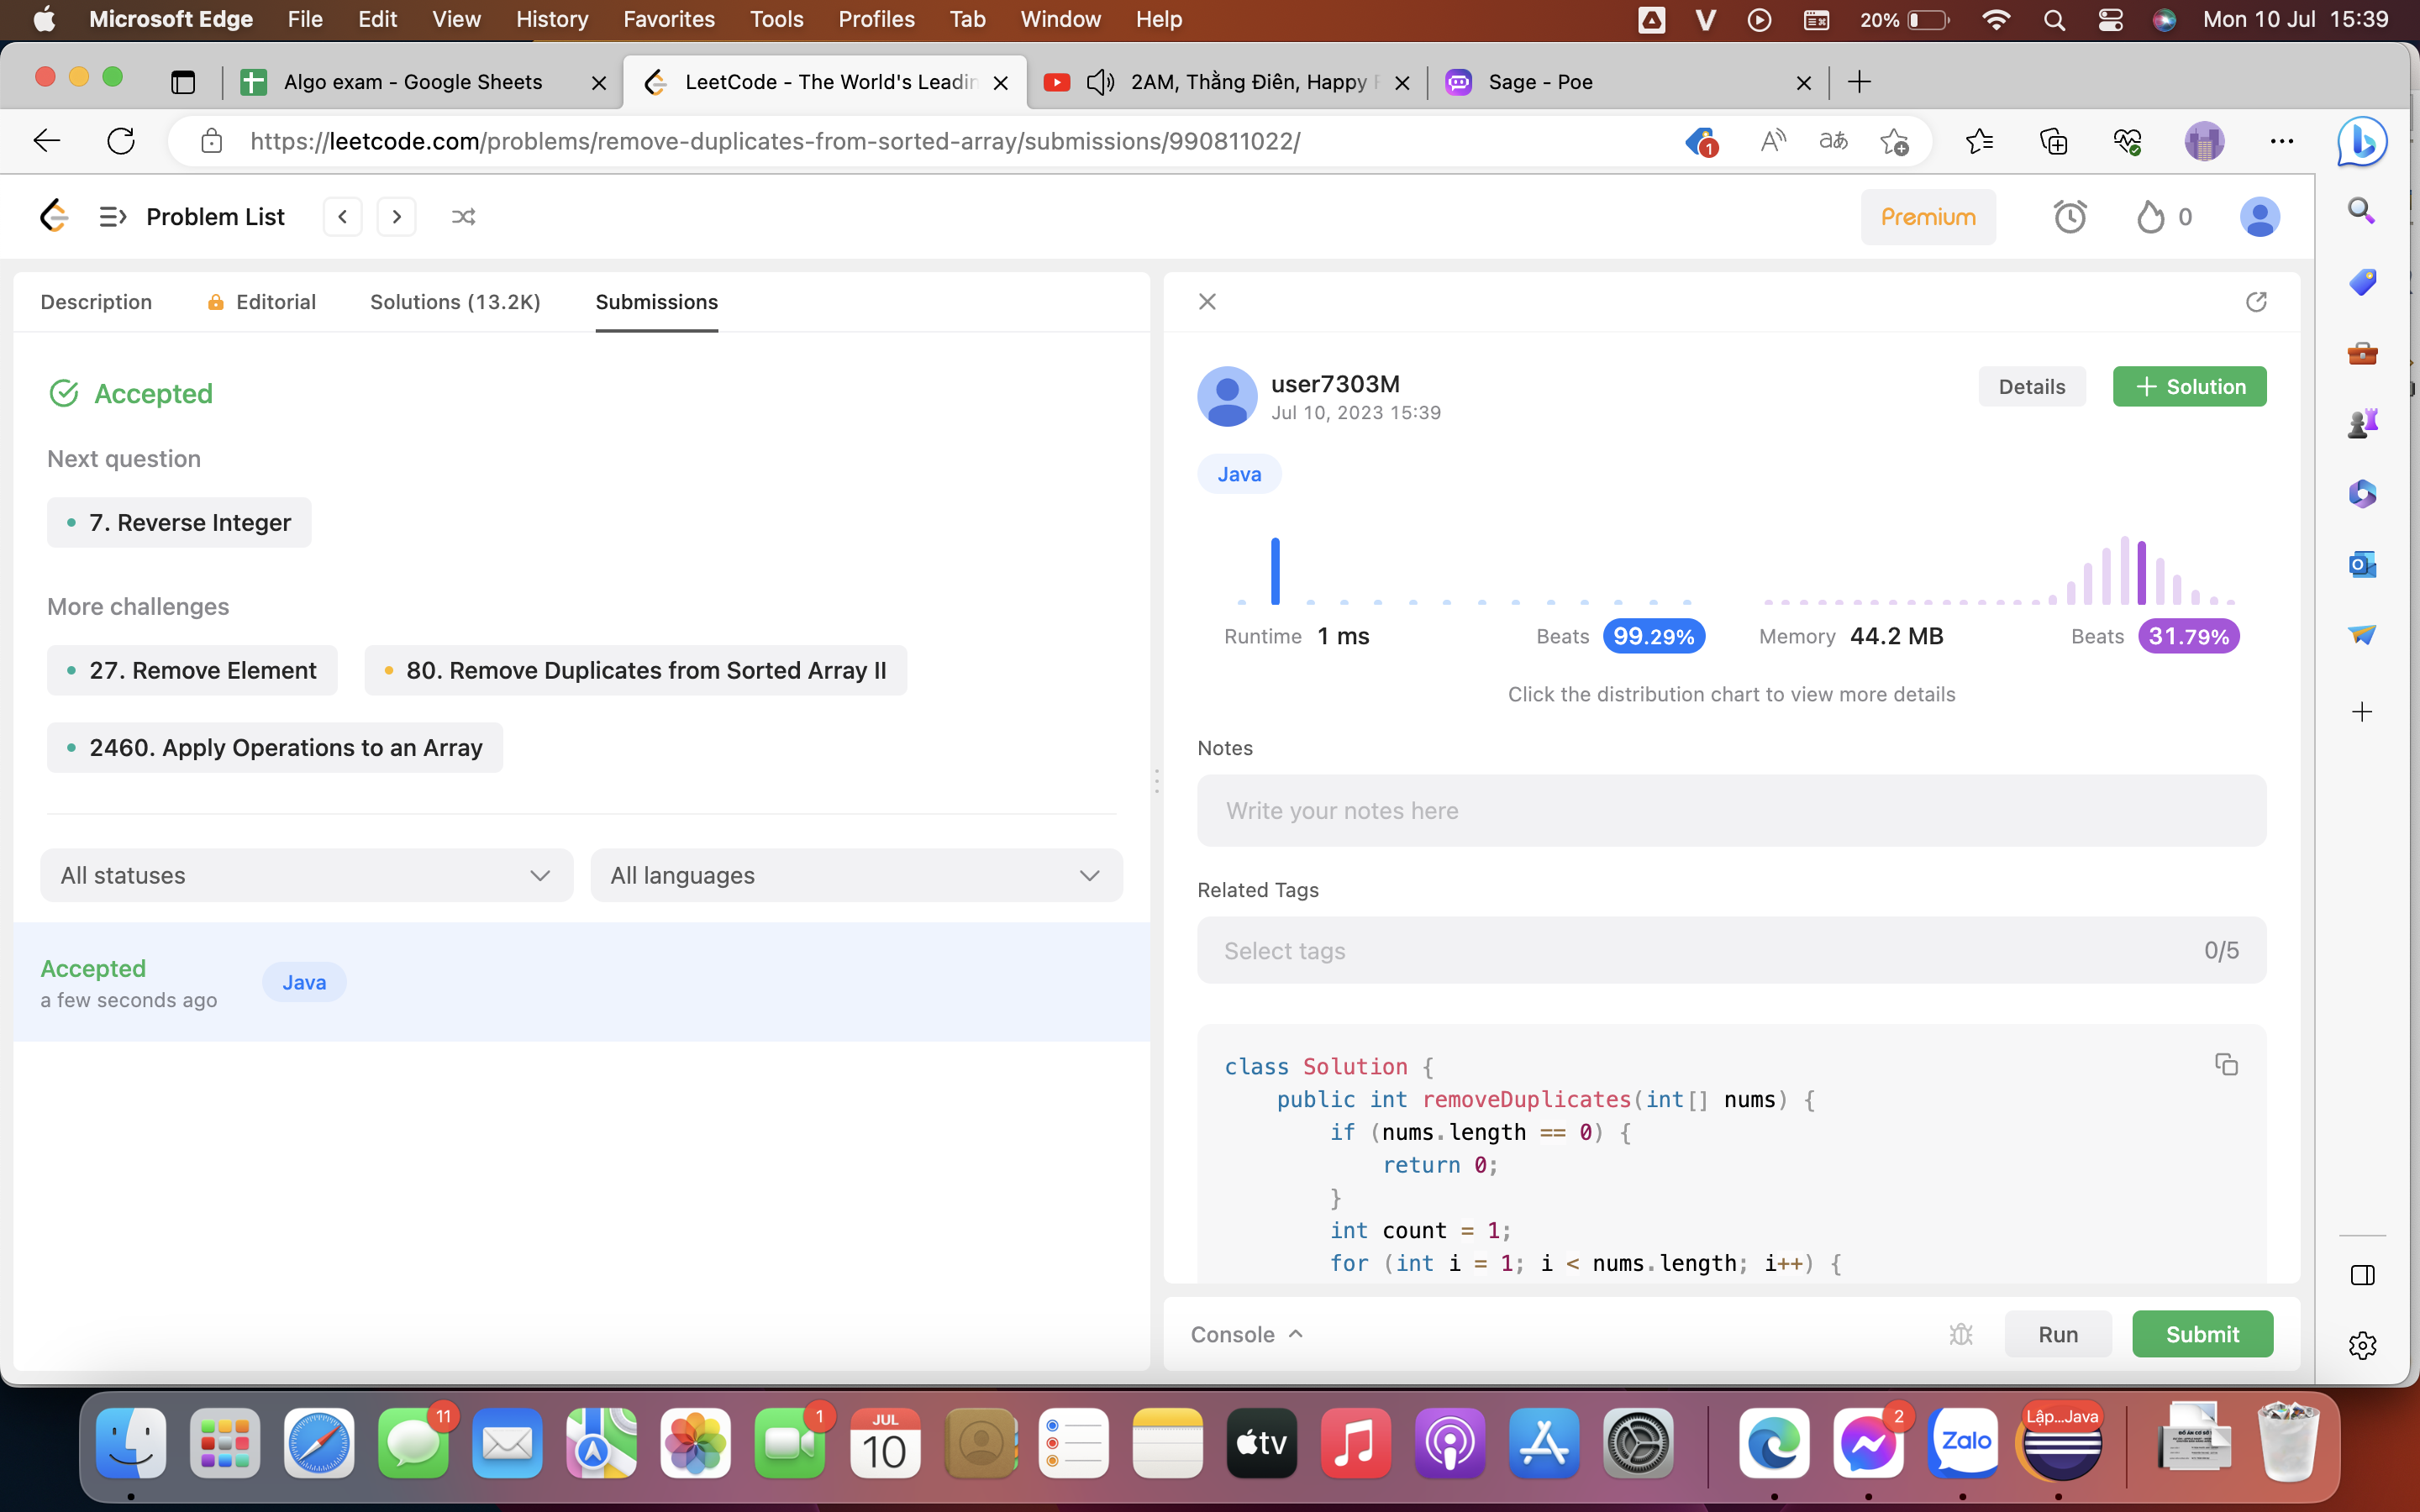 Microsoft Edge File Edit View History Favorites Tools Profiles Tab Window Help 20% Mon 10 Jul 15:39
Algo exam - Google Sheets LeetCode - The World's Leadin 2AM, Thắng Điên, Happy Sage - Poe
https://leetcode.com/problems/remove-duplicates-from-sorted-array/submissions/990811022/ 1
Problem List Premium 0
Description Editorial Solutions (13.2K) Submissions
Accepted
Next question
7. Reverse Integer
More challenges
27. Remove Element 80. Remove Duplicates from Sorted Array II
2460. Apply Operations to an Array
All statuses All languages
Accepted Java
a few seconds ago
user7303M Details + Solution
Jul 10, 2023 15:39
Java
Runtime 1 ms Beats 99.29% Memory 44.2 MB Beats 31.79%
Click the distribution chart to view more details
Notes
Write your notes here
Related Tags
Select tags 0/5
class Solution {
public int removeDuplicates(int[] nums) {
if (nums.length == 0) {
return 0;
}
int count = 1;
for (int i = 1; i < nums.length; i++) {
Console Run Submit
11 1 JUL 10 tv 2 Zalo Lập...Java